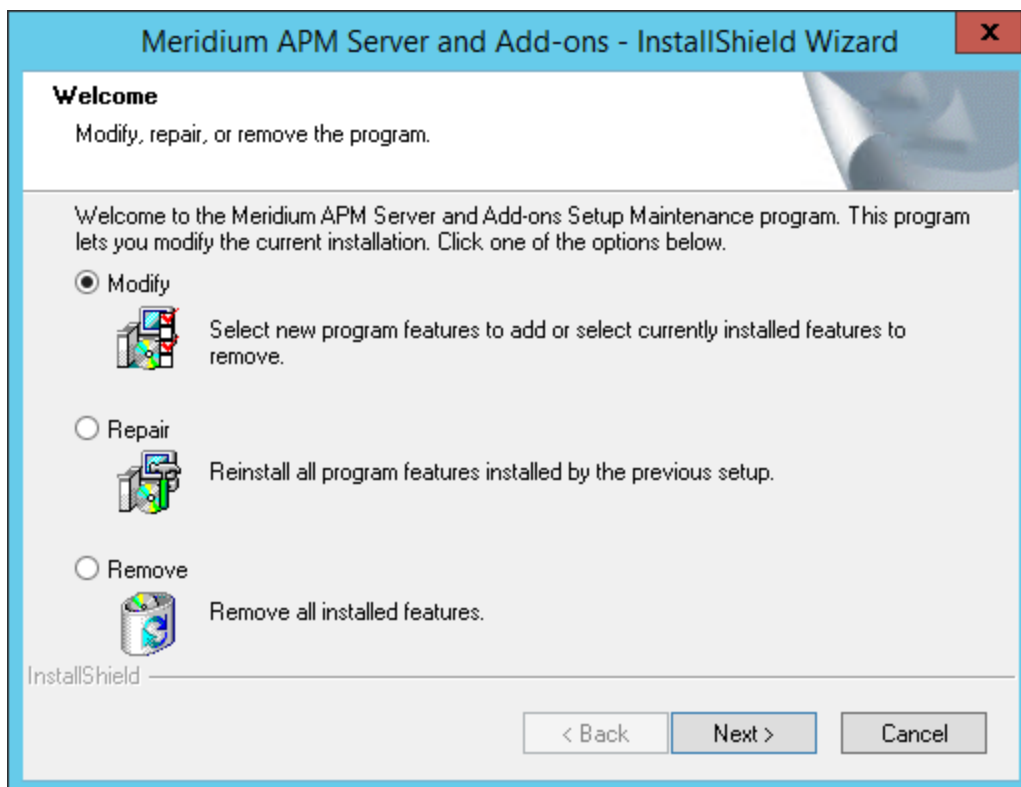 Meridium APM Server and Add-ons - InstallShield Wizard
x
Welcome
Modify, repair, or remove the program.
Welcome to the Meridium APM Server and Add-ons Setup Maintenance program. This program
lets you modify the current installation. Click one of the options below.
Modify
Select new program features to add or select currently installed features to
remove.
Repair
Reinstall all program features installed by the previous setup.
Remove
Remove all installed features.
InstallShield
< Back
Next >
Cancel